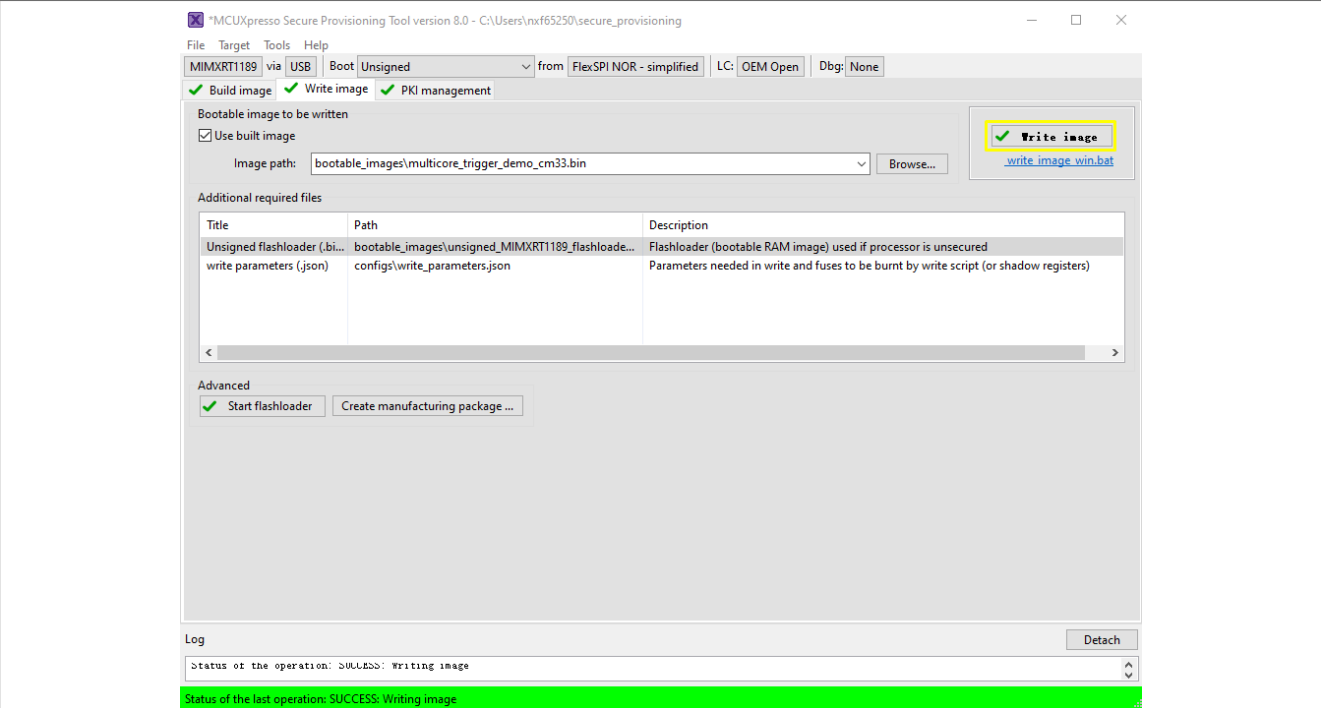 *MCUXpresso Secure Provisioning Tool version 8.0 - C:\Users\nxf65250\secure_provisioning
File Target Tools Help
MIMXRT1189 via USB Boot Unsigned from FlexSPI NOR - simplified LC: OEM Open Dbg: None
Build image Write image PKI management
Bootable image to be written
Use built image
Write image
Image path: bootable_images\multicore_trigger_demo_cm33.bin Browse...
write_image_win.bat
Additional required files
Title Path Description
Unsigned flashloader (.bi... bootable_images\unsigned_MIMXRT1189_flashloade... Flashloader (bootable RAM image) used if processor is unsecured
write parameters (.json) configs\write_parameters.json Parameters needed in write and fuses to be burnt by write script (or shadow registers)
Advanced
Start flashloader Create manufacturing package ...
Log Detach
Status of the operation: SUCCESS: Writing image
Status of the last operation: SUCCESS: Writing image